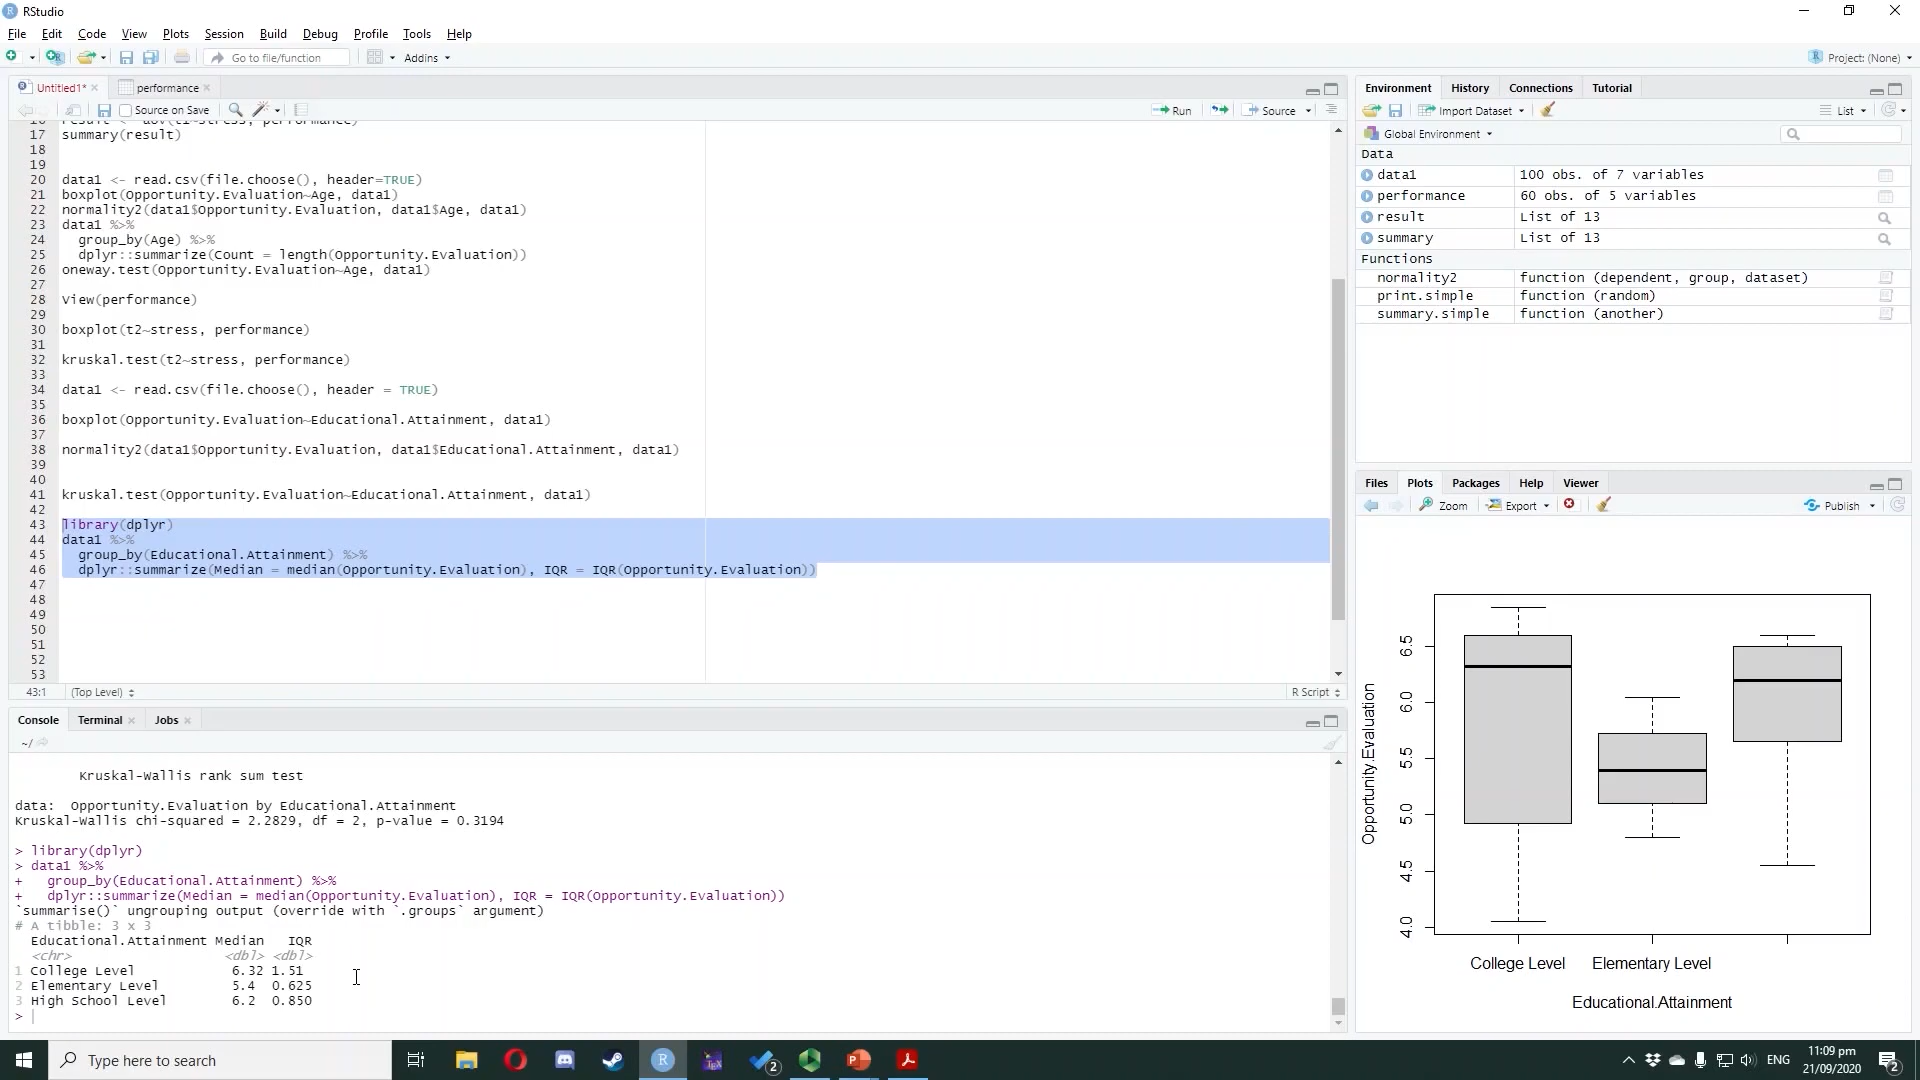 RStudio
File Edit Code View Plots Session Build Debug Profile Tools Help
Go to file/function Addins Project: (None)
Untitled1* performance
Source on Save Run Source
16 result <- aov(t1~stress, performance)
17 summary(result)
18
19
20 data1 <- read.csv(file.choose(), header=TRUE)
21 boxplot(Opportunity.Evaluation~Age, data1)
22 normality2(data1$Opportunity.Evaluation, data1$Age, data1)
23 data1 %>%
24 group_by(Age) %>%
25 dplyr::summarize(Count = length(Opportunity.Evaluation))
26 oneway.test(Opportunity.Evaluation~Age, data1)
27
28 View(performance)
29
30 boxplot(t2~stress, performance)
31
32 kruskal.test(t2~stress, performance)
33
34 data1 <- read.csv(file.choose(), header = TRUE)
35
36 boxplot(Opportunity.Evaluation~Educational.Attainment, data1)
37
38 normality2(data1$Opportunity.Evaluation, data1$Educational.Attainment, data1)
39
40
41 kruskal.test(Opportunity.Evaluation~Educational.Attainment, data1)
42
43 library(dplyr)
44 data1 %>%
45 group_by(Educational.Attainment) %>%
46 dplyr::summarize(Median = median(Opportunity.Evaluation), IQR = IQR(Opportunity.Evaluation))
47
48
49
50
51
52
53
43:1 (Top Level) R Script
Console Terminal Jobs
~/
Kruskal-Wallis rank sum test
data: Opportunity.Evaluation by Educational.Attainment
Kruskal-Wallis chi-squared = 2.2829, df = 2, p-value = 0.3194
> library(dplyr)
> data1 %>%
+ group_by(Educational.Attainment) %>%
+ dplyr::summarize(Median = median(Opportunity.Evaluation), IQR = IQR(Opportunity.Evaluation))
`summarise()` ungrouping output (override with `.groups` argument)
# A tibble: 3 x 3
Educational.Attainment Median IQR
<chr> <dbl> <dbl>
1 College Level 6.32 1.51
2 Elementary Level 5.4 0.625
3 High School Level 6.2 0.850
>
Environment History Connections Tutorial
Import Dataset List
Global Environment
Data
data1 100 obs. of 7 variables
performance 60 obs. of 5 variables
result List of 13
summary List of 13
Functions
normality2 function (dependent, group, dataset)
print.simple function (random)
summary.simple function (another)
Files Plots Packages Help Viewer
Zoom Export Publish
Opportunity.Evaluation
6.5
6.0
5.5
5.0
4.5
4.0
College Level Elementary Level
Educational.Attainment
Type here to search
2
ENG
11:09 pm
21/09/2020
2